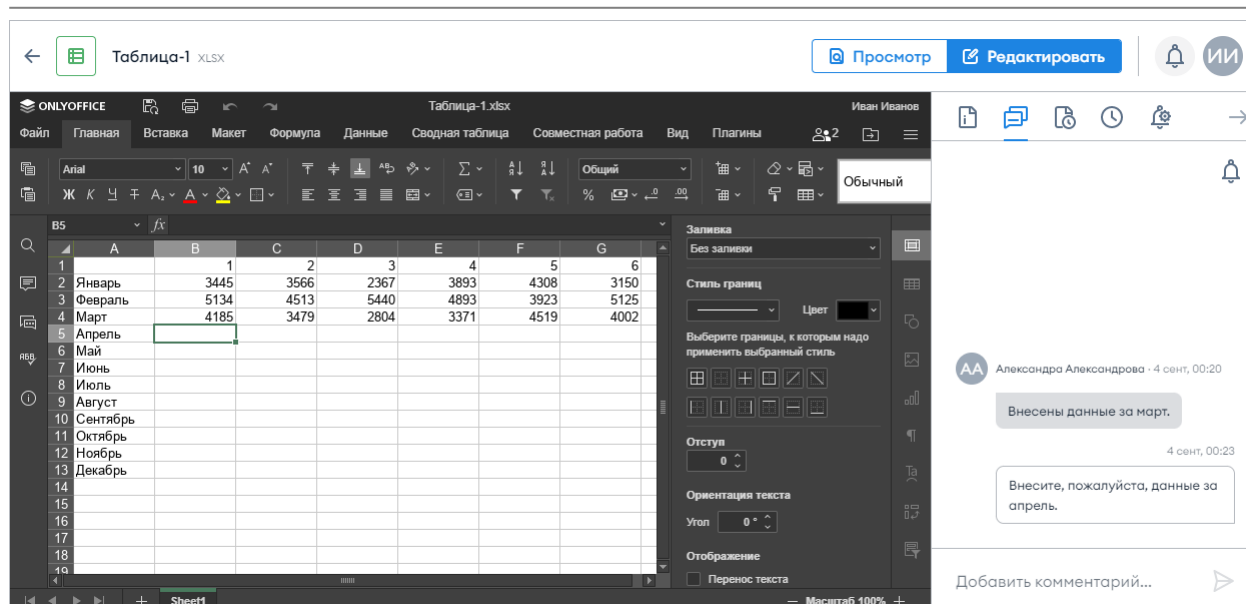 Таблица-1 XLSX
Просмотр
Редактировать
ИИ
ONLYOFFICE
Таблица-1.xlsx
Иван Иванов
Файл Главная Вставка Макет Формула Данные Сводная таблица Совместная работа Вид Плагины
2
Arial 10 Общий
Обычный
B5 fx
A B C D E F G
1 1 2 3 4 5 6
2 Январь 3445 3566 2367 3893 4308 3150
3 Февраль 5134 4513 5440 4893 3923 5125
4 Март 4185 3479 2804 3371 4519 4002
5 Апрель
6 Май
7 Июнь
8 Июль
9 Август
10 Сентябрь
11 Октябрь
12 Ноябрь
13 Декабрь
14
15
16
17
18
19
Sheet1
Масштаб 100%
Заливка
Без заливки
Стиль границ
Цвет
Выберите границы, к которым надо
применить выбранный стиль
Отступ
0
Ориентация текста
Угол 0 °
Отображение
Перенос текста
АА Александра Александрова · 4 сент, 00:20
Внесены данные за март.
4 сент, 00:23
Внесите, пожалуйста, данные за
апрель.
Добавить комментарий...